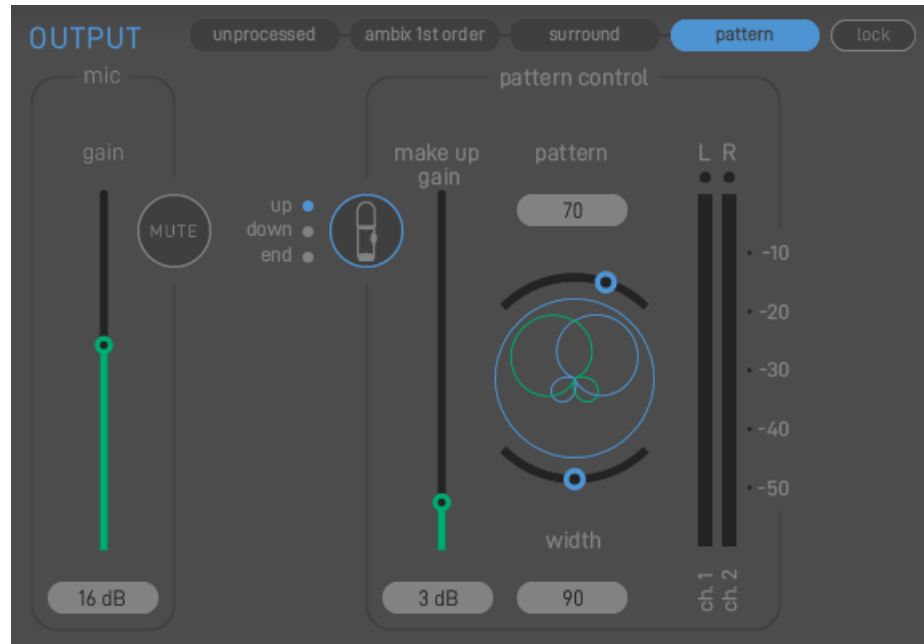 OUTPUT
unprocessed
ambix 1st order
surround
pattern
lock
mic
gain
MUTE
16 dB
up
down
end
pattern control
make up
gain
3 dB
pattern
70
width
90
L R
-10
-20
-30
-40
-50
ch. 1
ch. 2